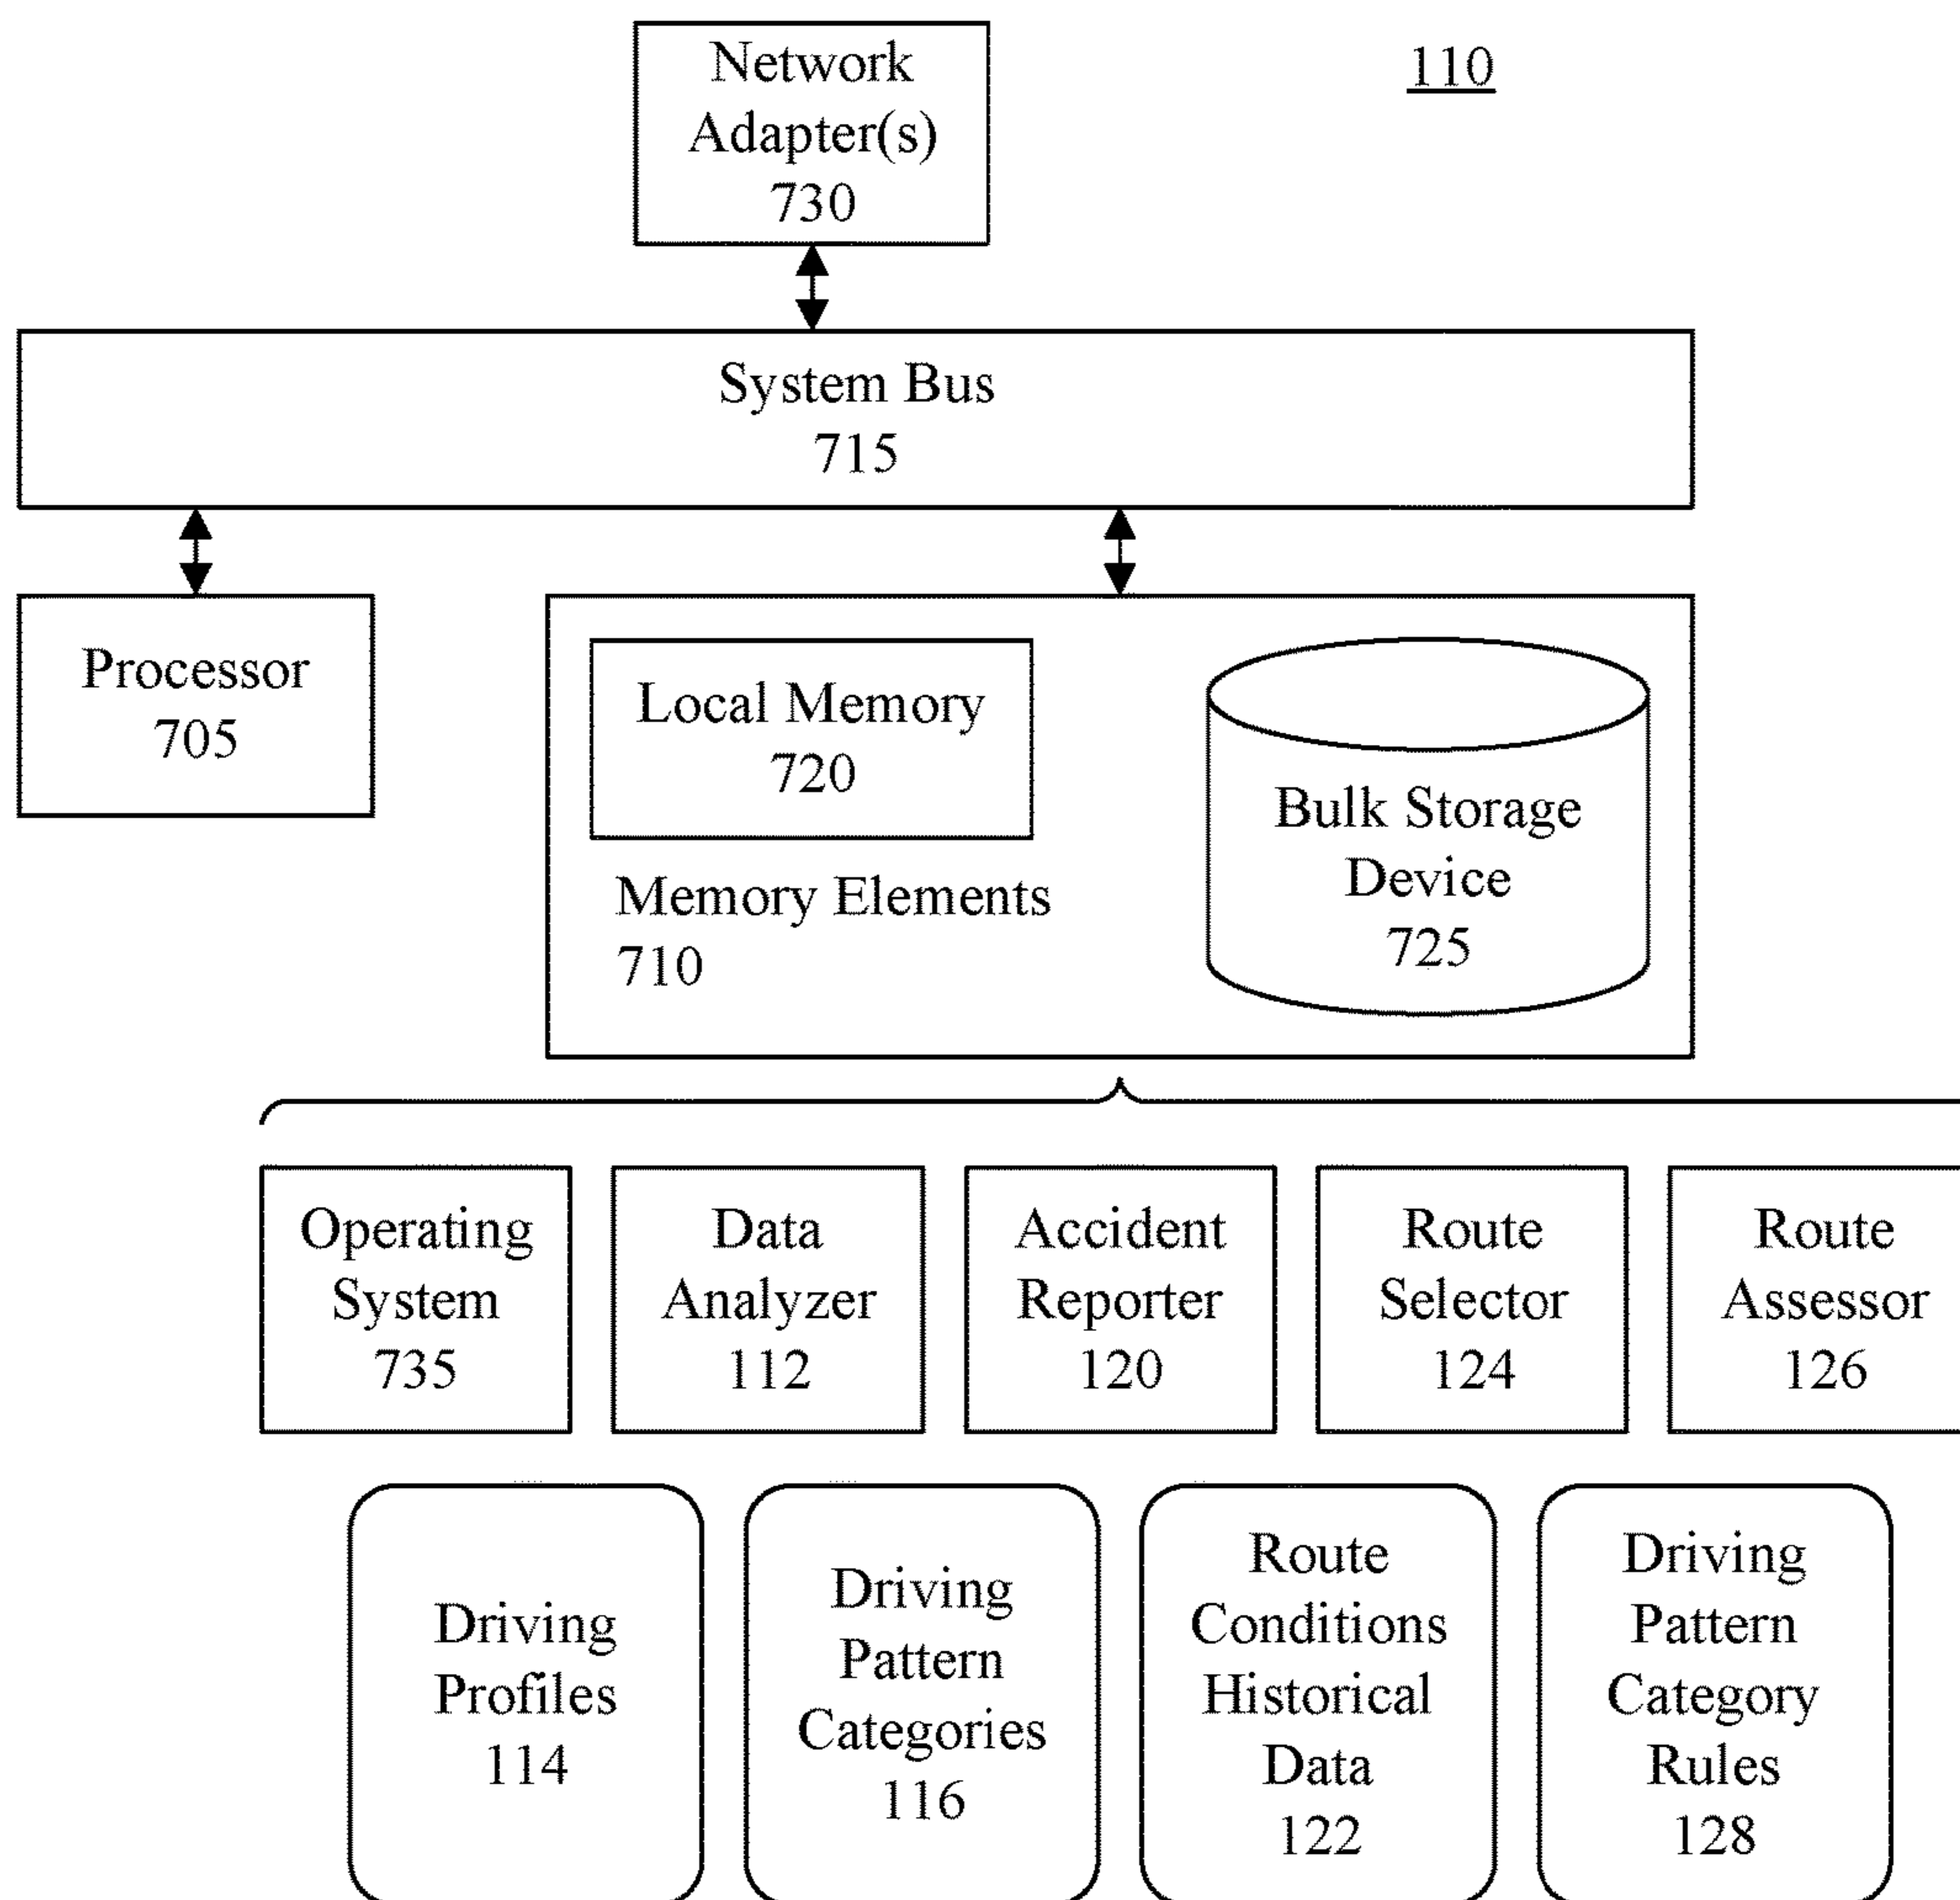 Network
Adapter(s)
730
110
System Bus
715
Processor
705
Local Memory
720
Memory Elements
710
Bulk Storage
Device
725
Operating
System
735
Data
Analyzer
112
Accident
Reporter
120
Route
Selector
124
Route
Assessor
126
Driving
Profiles
114
Driving
Pattern
Categories
116
Route
Conditions
Historical
Data
122
Driving
Pattern
Category
Rules
128